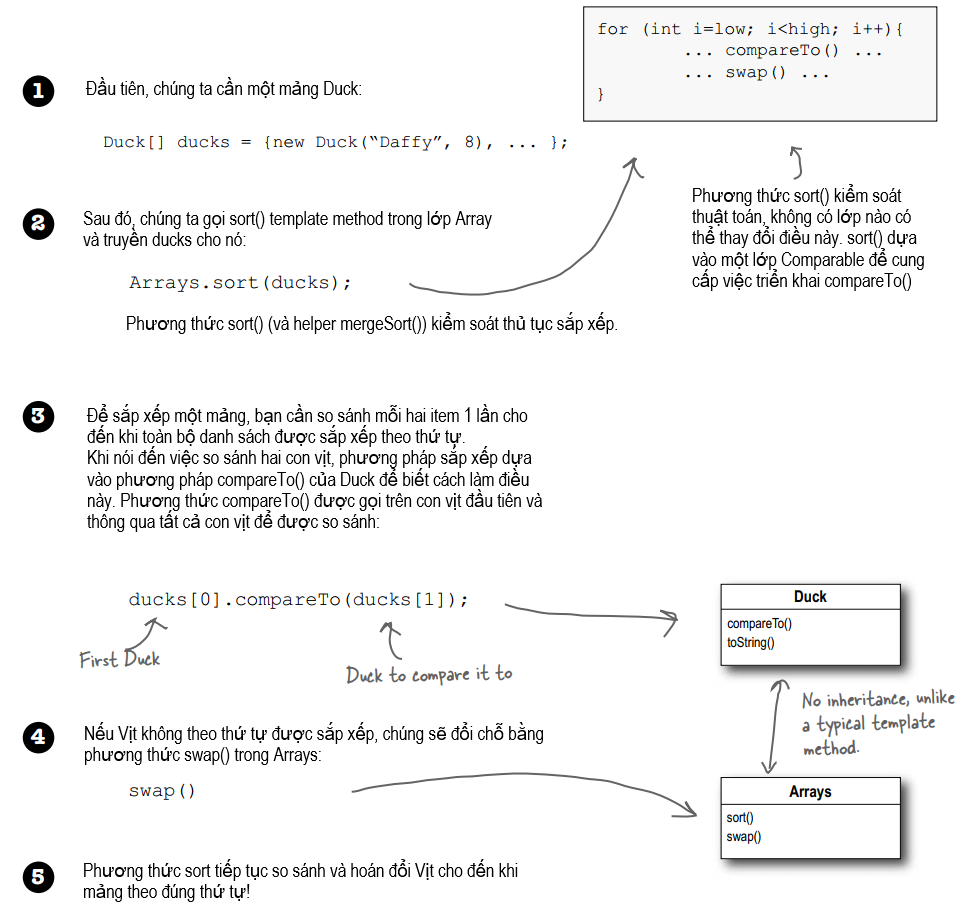 for (int i=low; i<high; i++){
... compareTo() ...
... swap() ...
}
1
Đầu tiên, chúng ta cần một mảng Duck:
Duck[] ducks = {new Duck(“Daffy”, 8), ... };
Phương thức sort() kiểm soát
thuật toán, không có lớp nào có
thể thay đổi điều này. sort() dựa
vào một lớp Comparable để cung
cấp việc triển khai compareTo()
2
Sau đó, chúng ta gọi sort() template method trong lớp Array
và truyền ducks cho nó:
Arrays.sort(ducks);
Phương thức sort() (và helper mergeSort()) kiểm soát thủ tục sắp xếp.
3
Để sắp xếp một mảng, bạn cần so sánh mỗi hai item 1 lần cho
đến khi toàn bộ danh sách được sắp xếp theo thứ tự.
Khi nói đến việc so sánh hai con vịt, phương pháp sắp xếp dựa
vào phương pháp compareTo() của Duck để biết cách làm điều
này. Phương thức compareTo() được gọi trên con vịt đầu tiên và
thông qua tất cả con vịt để được so sánh:
ducks[0].compareTo(ducks[1]);
First Duck
Duck to compare it to
Duck
compareTo()
toString()
No inheritance, unlike
a typical template
method.
4
Nếu Vịt không theo thứ tự được sắp xếp, chúng sẽ đổi chỗ bằng
phương thức swap() trong Arrays:
swap()
Arrays
sort()
swap()
5
Phương thức sort tiếp tục so sánh và hoán đổi Vịt cho đến khi
mảng theo đúng thứ tự!